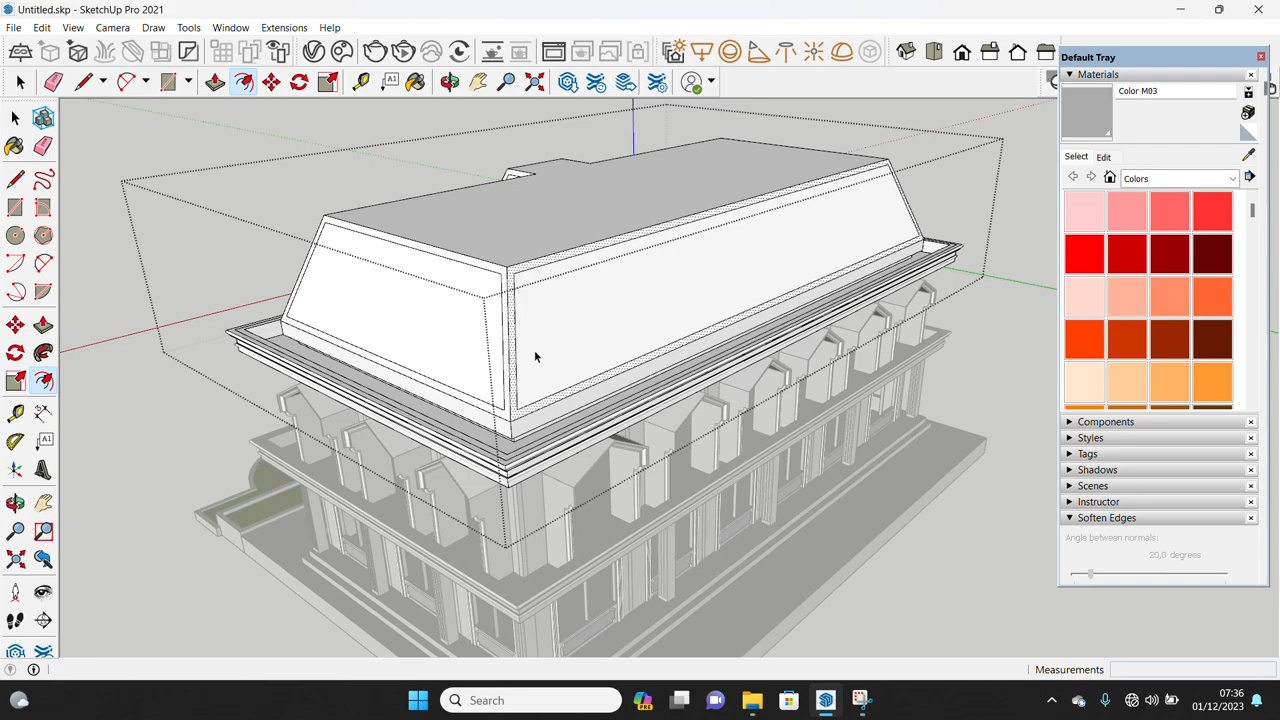 Untitled.skp - SketchUp Pro 2021
File Edit View Camera Draw Tools Window Extensions Help
Default Tray
Materials
Color M03
Select Edit
Colors
Components
Styles
Tags
Shadows
Scenes
Instructor
Soften Edges
Angle between normals:
20,0 degrees
Measurements
Search
PRE
07:36
01/12/2023